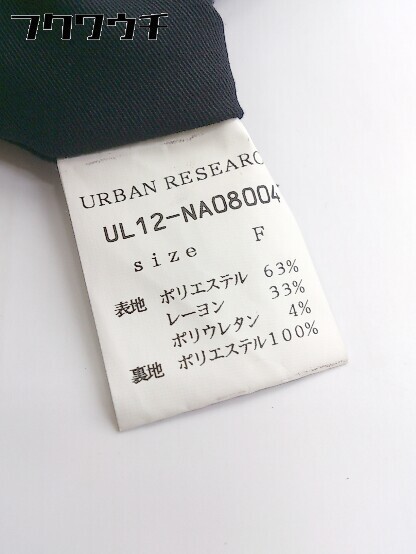 フクワウチ
URBAN RESEARC
UL12-NA08004
size F
表地 ポリエステル 63%
レーヨン 33%
ポリウレタン 4%
裏地 ポリエステル100%